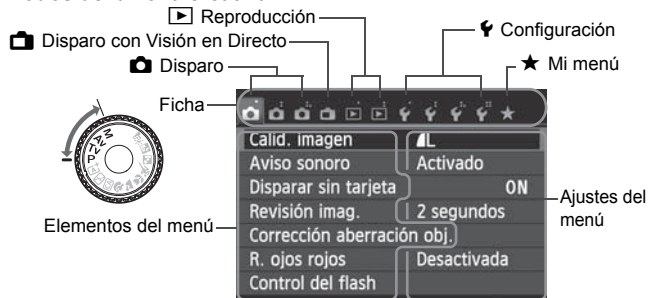 Reproducción
Disparo con Visión en Directo
Configuración
Disparo
Mi menú
Ficha
Calid. imagen L
Aviso sonoro Activado
Disparar sin tarjeta ON
Revisión imag. 2 segundos
Corrección aberración obj.
R. ojos rojos Desactivada
Control del flash
Elementos del menú
Ajustes del
menú
M
Av
Tv
P